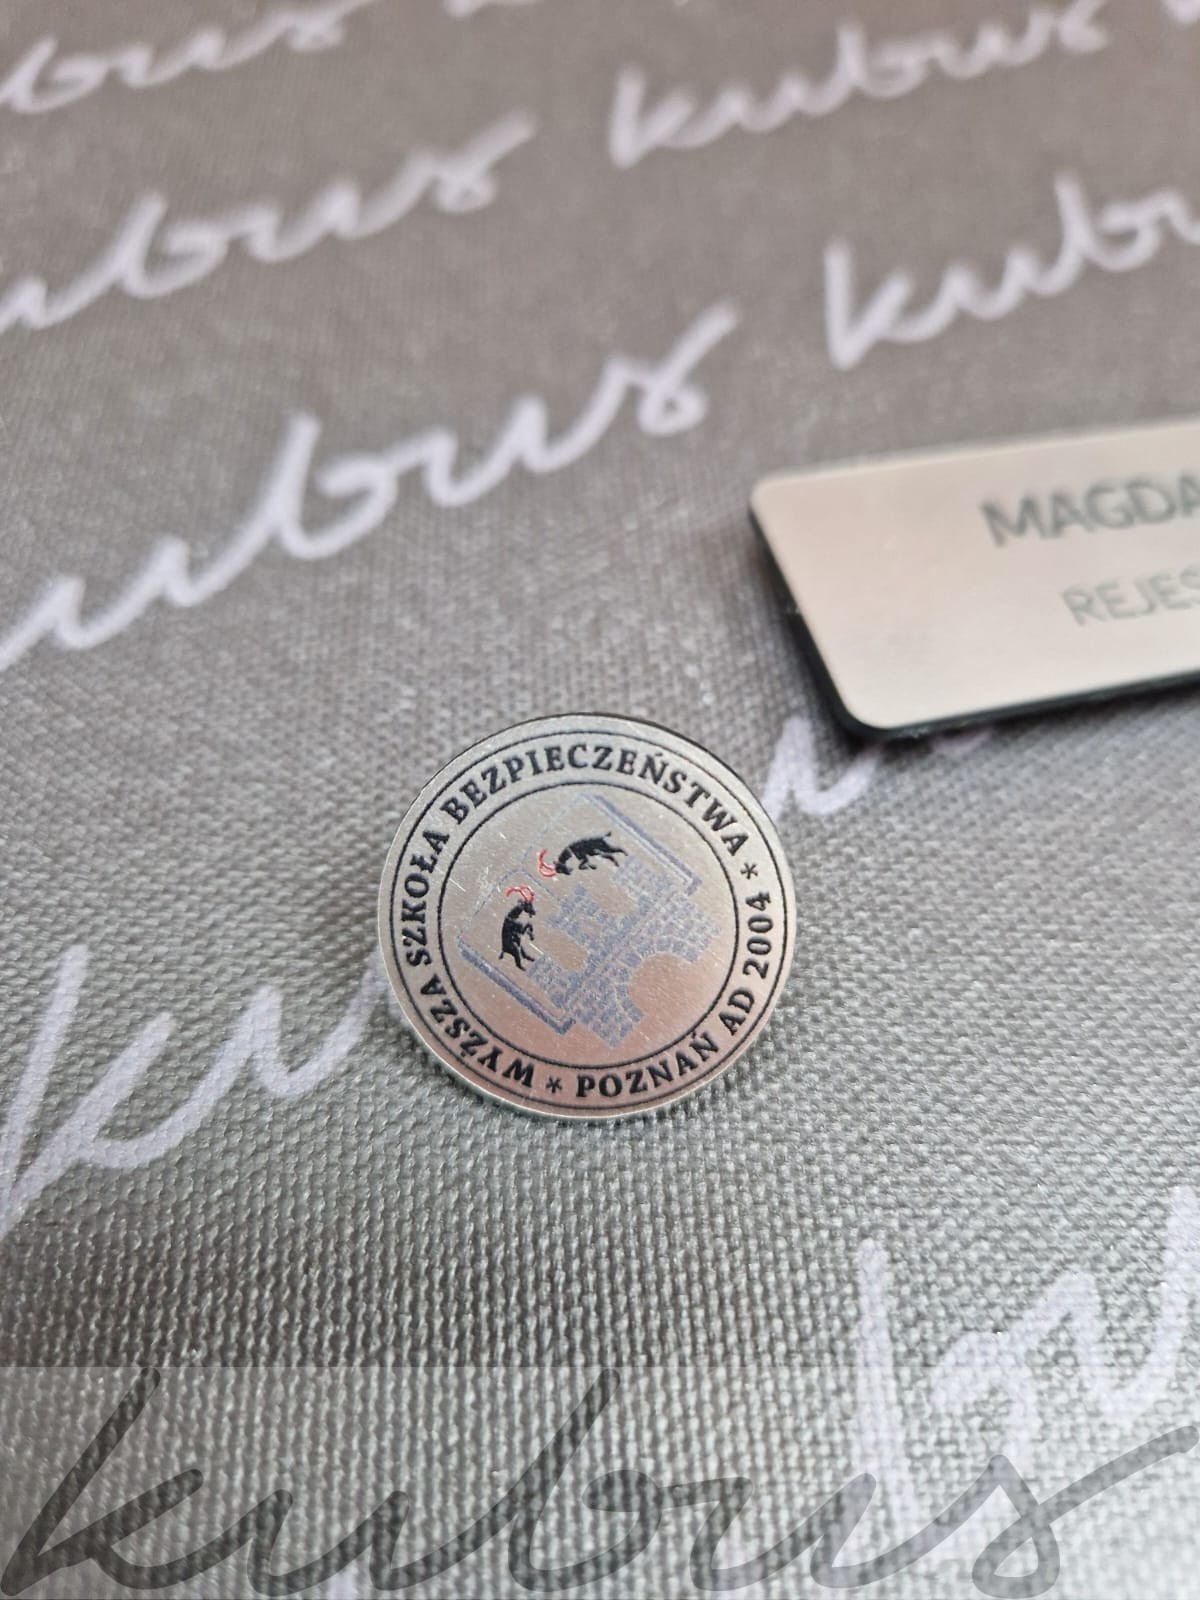 kubus
kubus
kubus
kubus
MAGDA
REJES
WYŻSZA SZKOŁA BEZPIECZEŃSTWA * POZNAŃ AD 2004 *
kubus